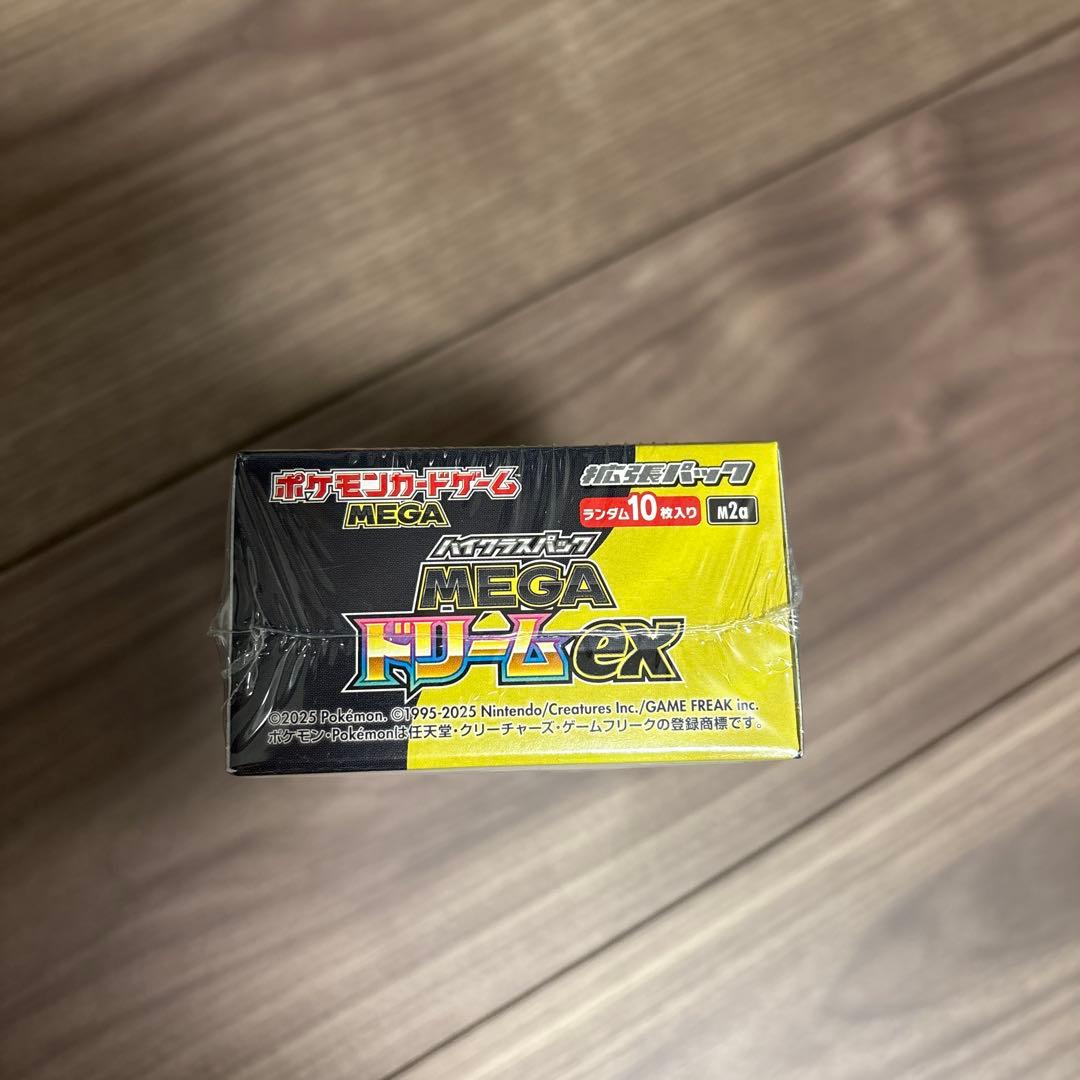 ポケモンカードゲーム
MEGA
拡張パック
ランダム10枚入り M2a
ハイクラスパック
MEGA
ドリームex
©2025 Pokémon. ©1995-2025 Nintendo/Creatures Inc./GAME FREAK inc.
ポケモン・Pokémonは任天堂・クリーチャーズ・ゲームフリークの登録商標です。